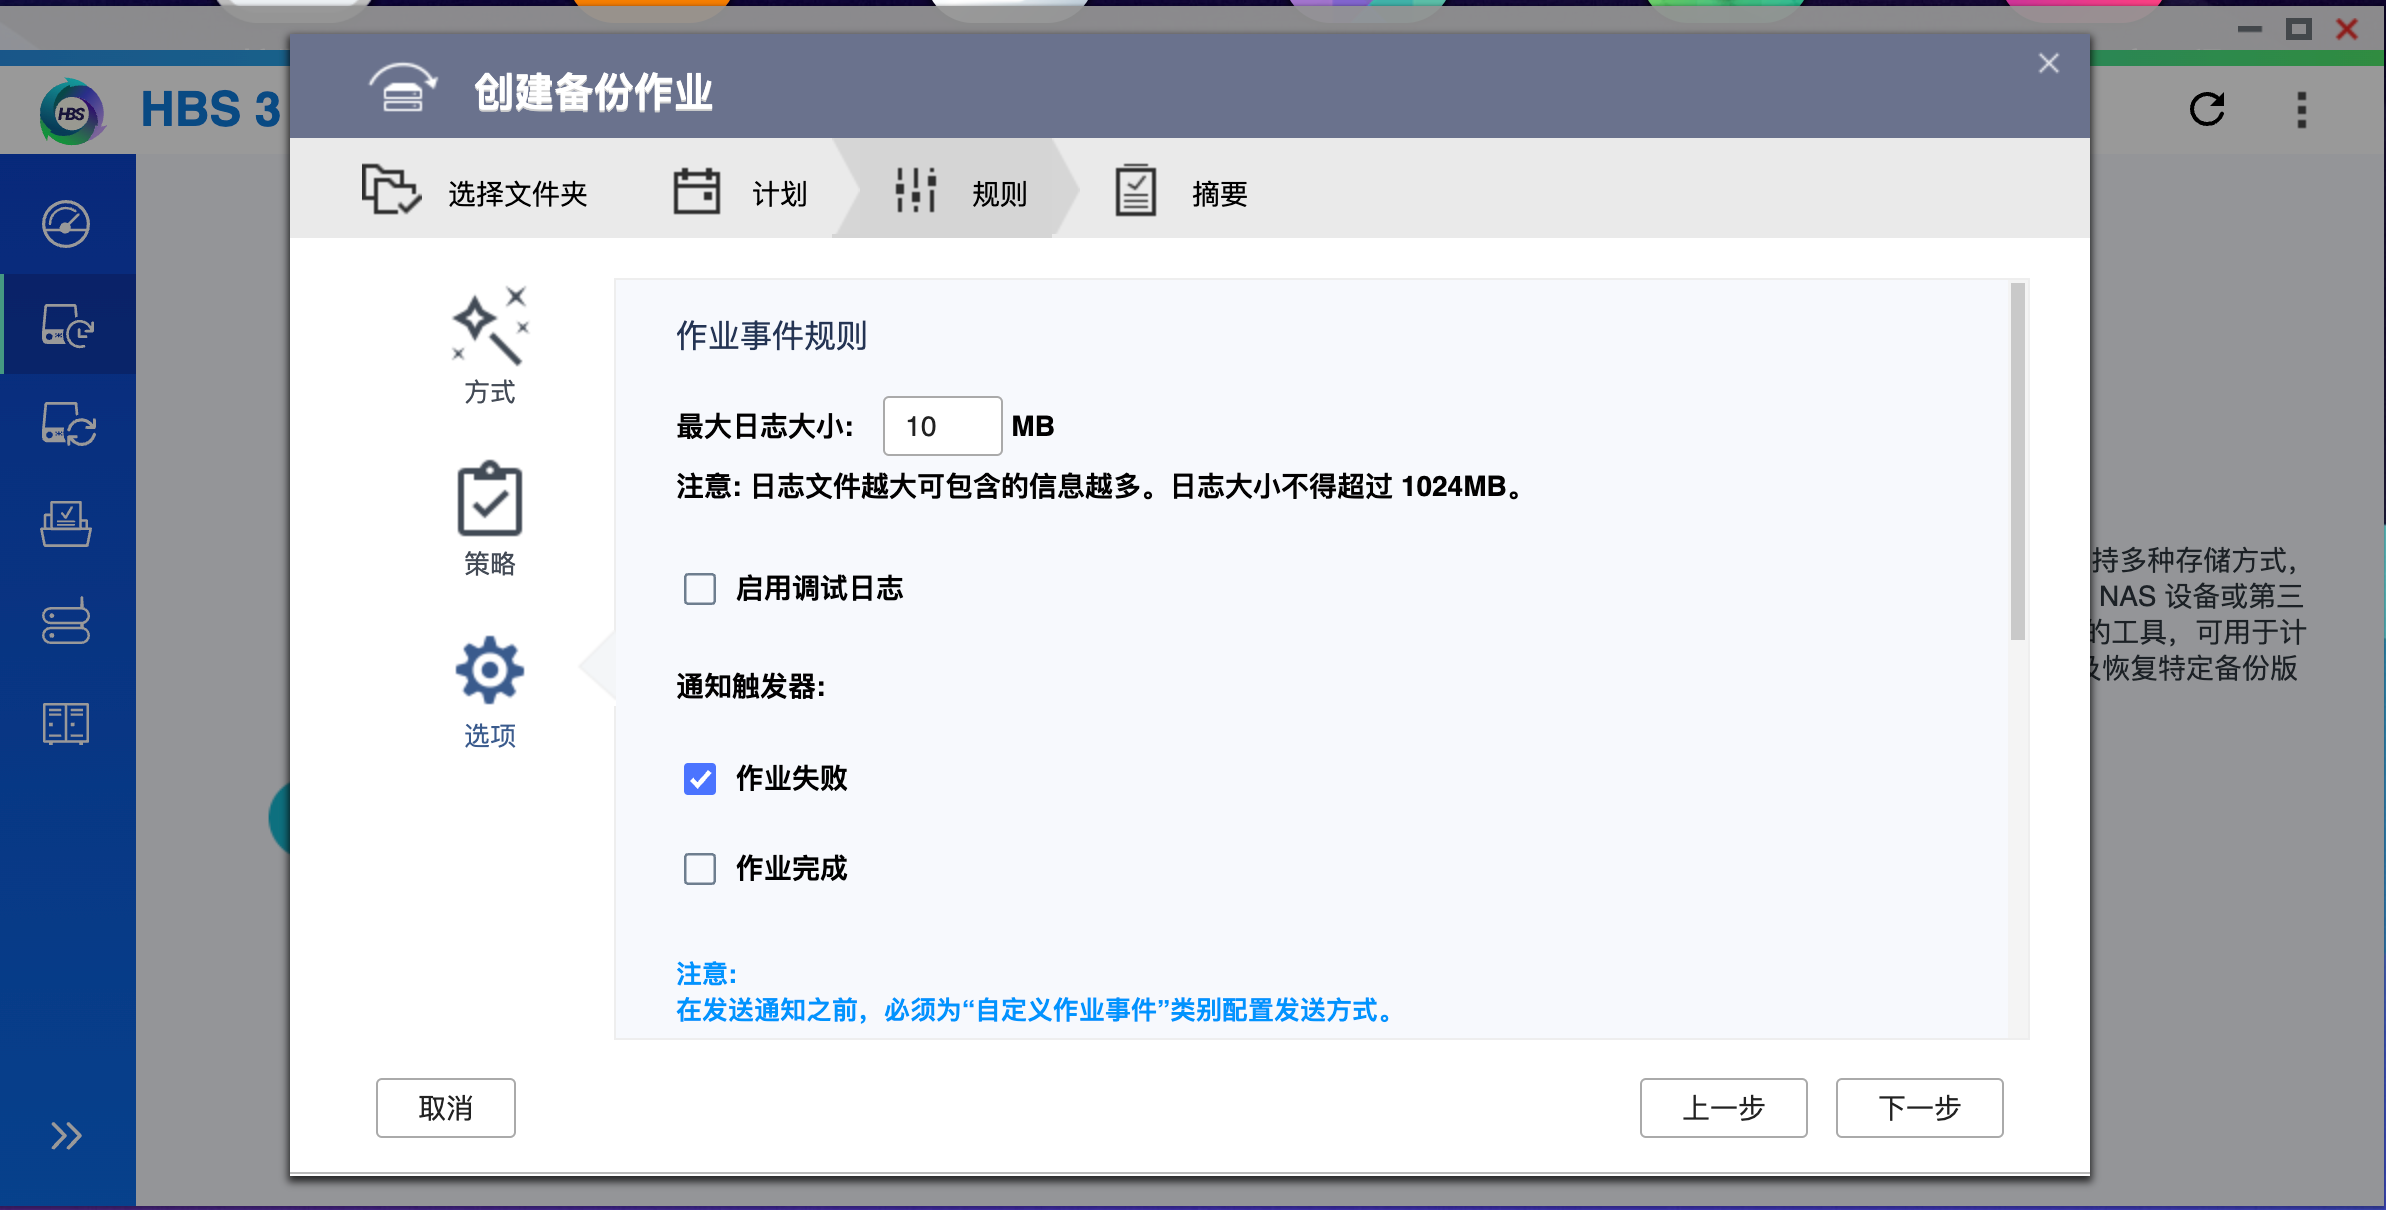 HBS
HBS 3
创建备份作业
选择文件夹
计划
规则
摘要
方式
策略
选项
作业事件规则
最大日志大小: 10 MB
注意: 日志文件越大可包含的信息越多。日志大小不得超过 1024MB。
启用调试日志
通知触发器:
作业失败
作业完成
注意:
在发送通知之前，必须为“自定义作业事件”类别配置发送方式。
取消
上一步
下一步
持多种存储方式，
NAS 设备或第三
的工具，可用于计
及恢复特定备份版